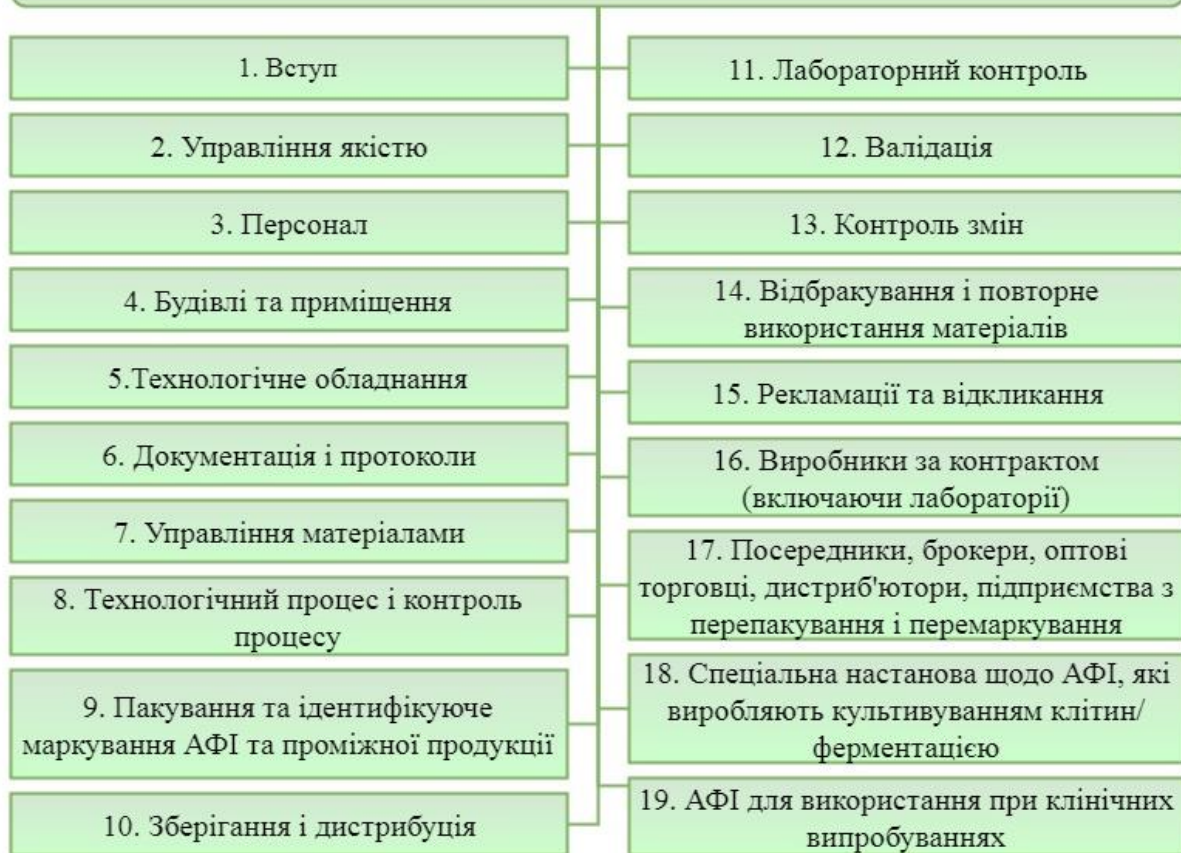 1. Вступ
2. Управління якістю
3. Персонал
4. Будівлі та приміщення
5.Технологічне обладнання
6. Документація і протоколи
7. Управління матеріалами
8. Технологічний процес і контроль
процесу
9. Пакування та ідентифікуюче
маркування АФІ та проміжної продукції
10. Зберігання і дистрибуція
11. Лабораторний контроль
12. Валідація
13. Контроль змін
14. Відбракування і повторне
використання матеріалів
15. Рекламації та відкликання
16. Виробники за контрактом
(включаючи лабораторії)
17. Посередники, брокери, оптові
торговці, дистриб'ютори, підприємства з
перепакування і перемаркування
18. Спеціальна настанова щодо АФІ, які
виробляють культивуванням клітин/
ферментацією
19. АФІ для використання при клінічних
випробуваннях